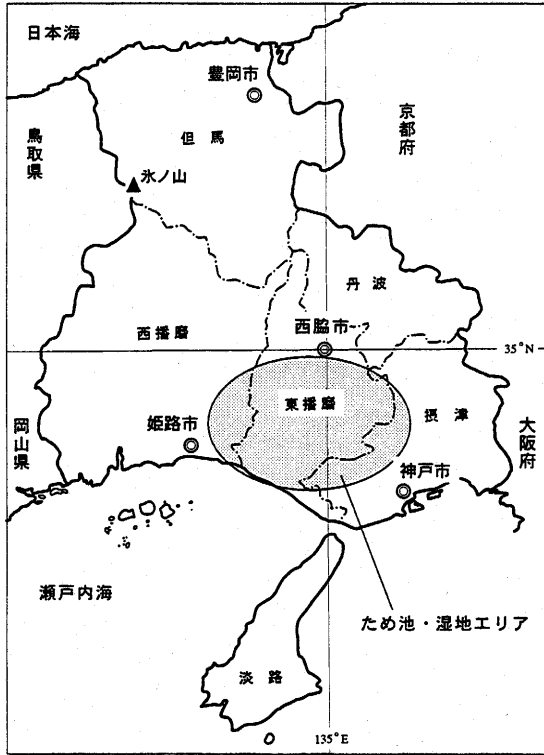 日本海
豊岡市
但馬
鳥取県
京都府
氷ノ山
丹波
西播磨
西脇市
35°N
東播磨
摂津
姫路市
岡山県
大阪府
神戸市
瀬戸内海
ため池・湿地エリア
淡路
135°E